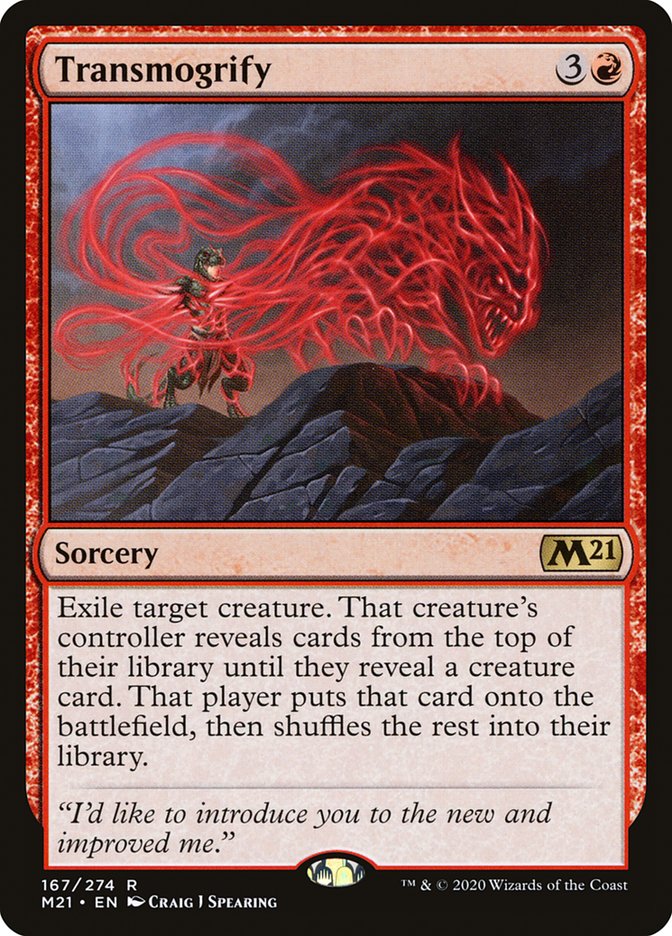 Transmogrify
3
Sorcery
M21
Exile target creature. That creature's
controller reveals cards from the top of
their library until they reveal a creature
card. That player puts that card onto the
battlefield, then shuffles the rest into their
library.
“I'd like to introduce you to the new and
improved me.”
167/274 R
M21 • EN Craig J Spearing
™ & © 2020 Wizards of the Coast